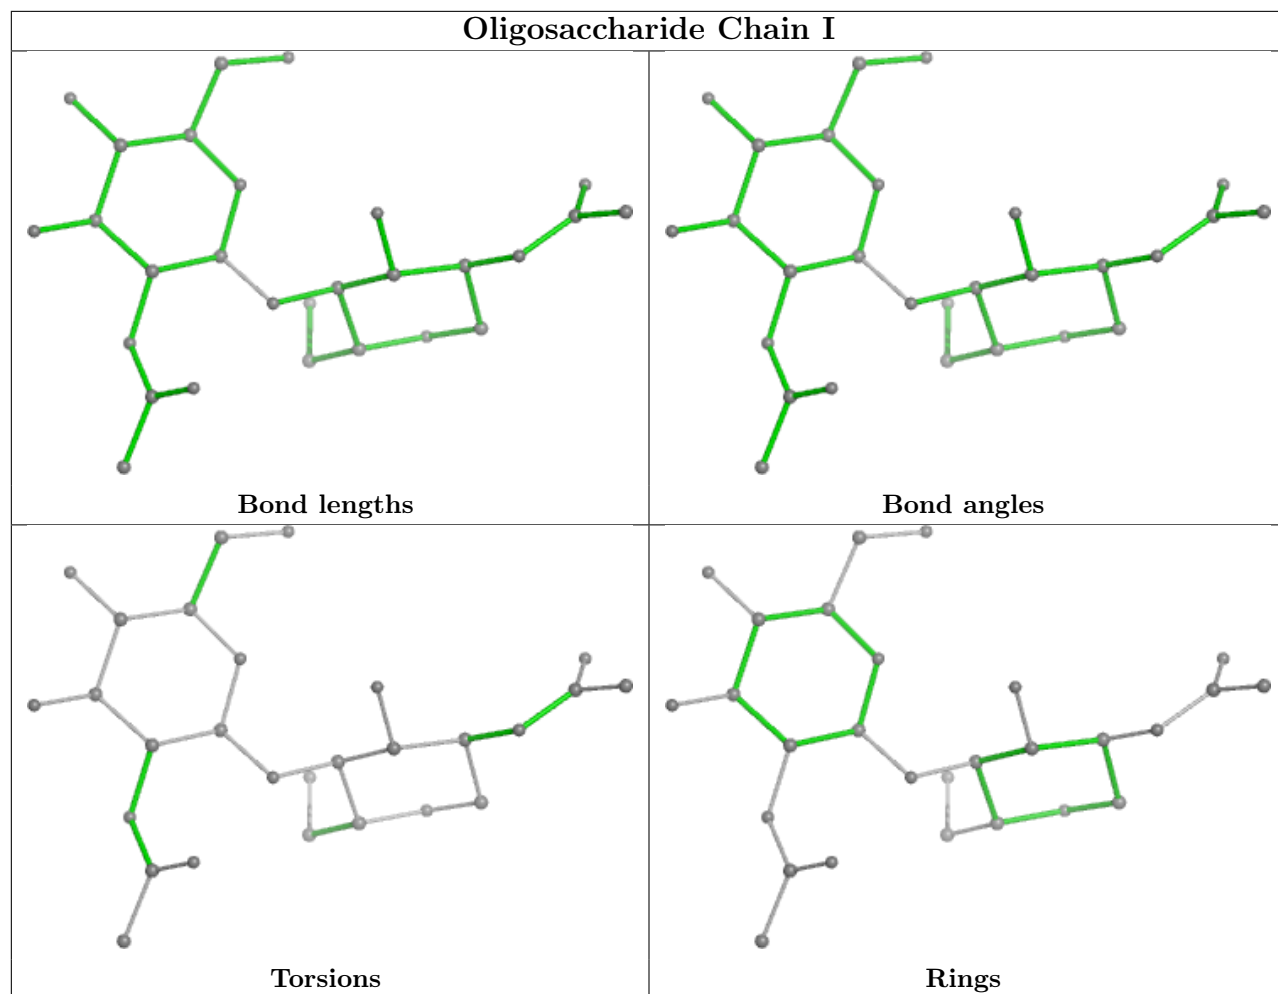 Oligosaccharide Chain I
Bond lengths
Bond angles
Torsions
Rings